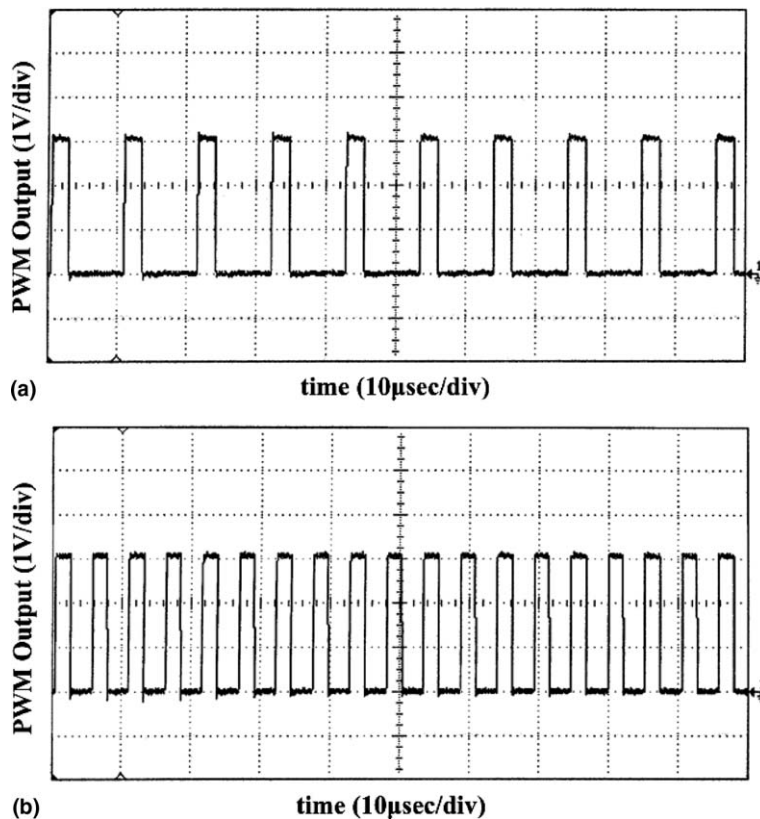 PWM Output (1V/div)
(a)
time (10μsec/div)
PWM Output (1V/div)
(b)
time (10μsec/div)